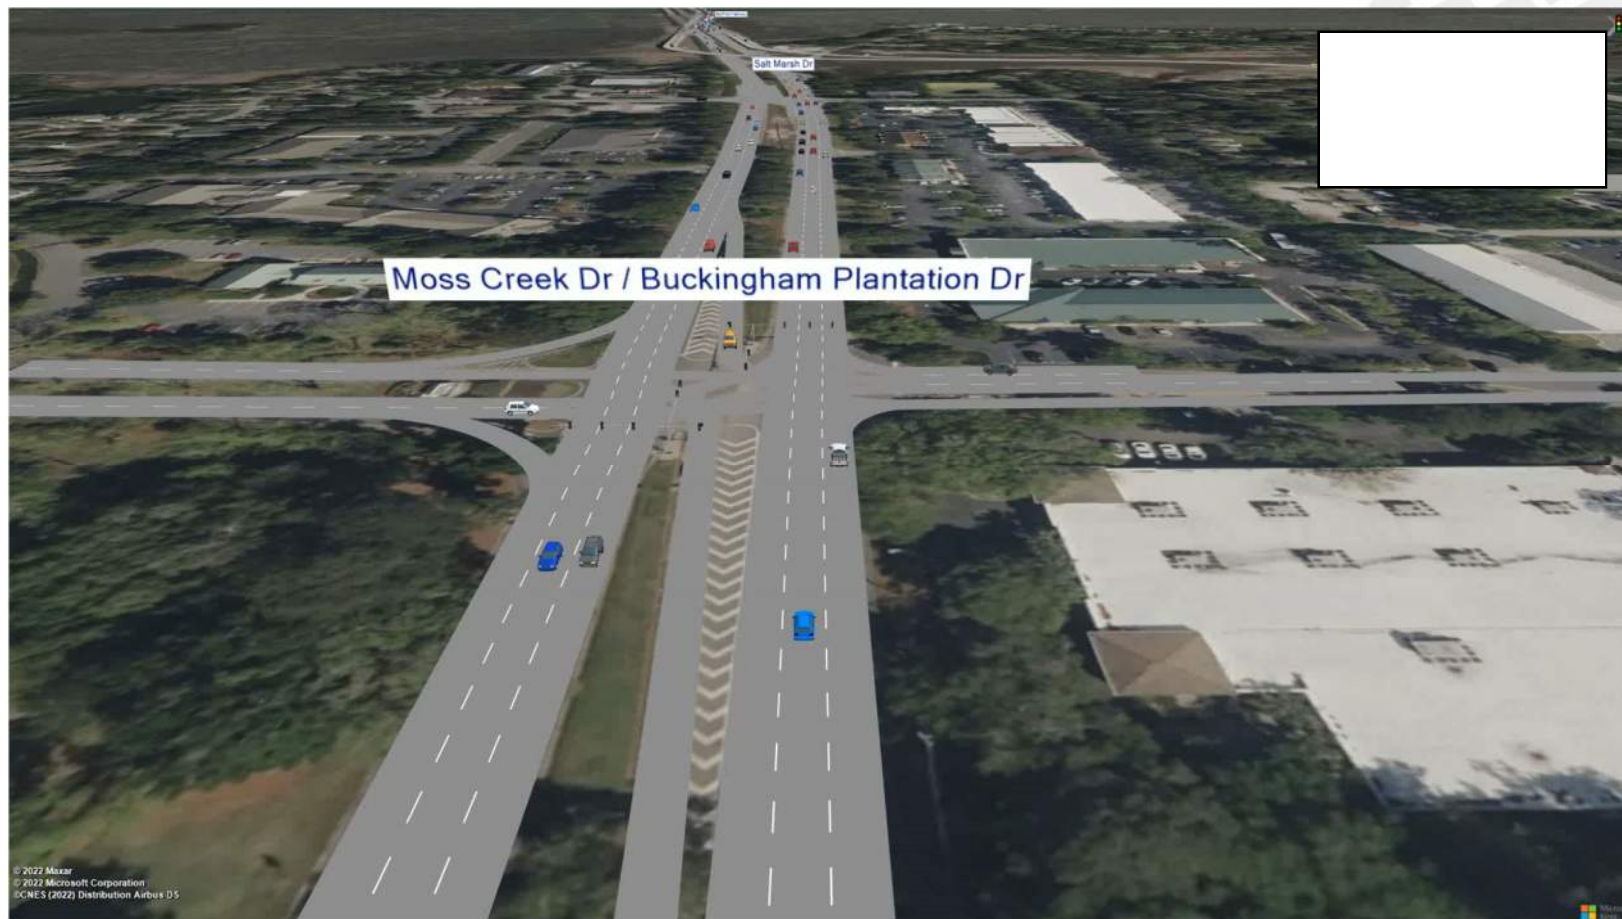 Salt Marsh Dr
Moss Creek Dr / Buckingham Plantation Dr
© 2022 Maxar
© 2022 Microsoft Corporation
©CNES (2022) Distribution Airbus DS